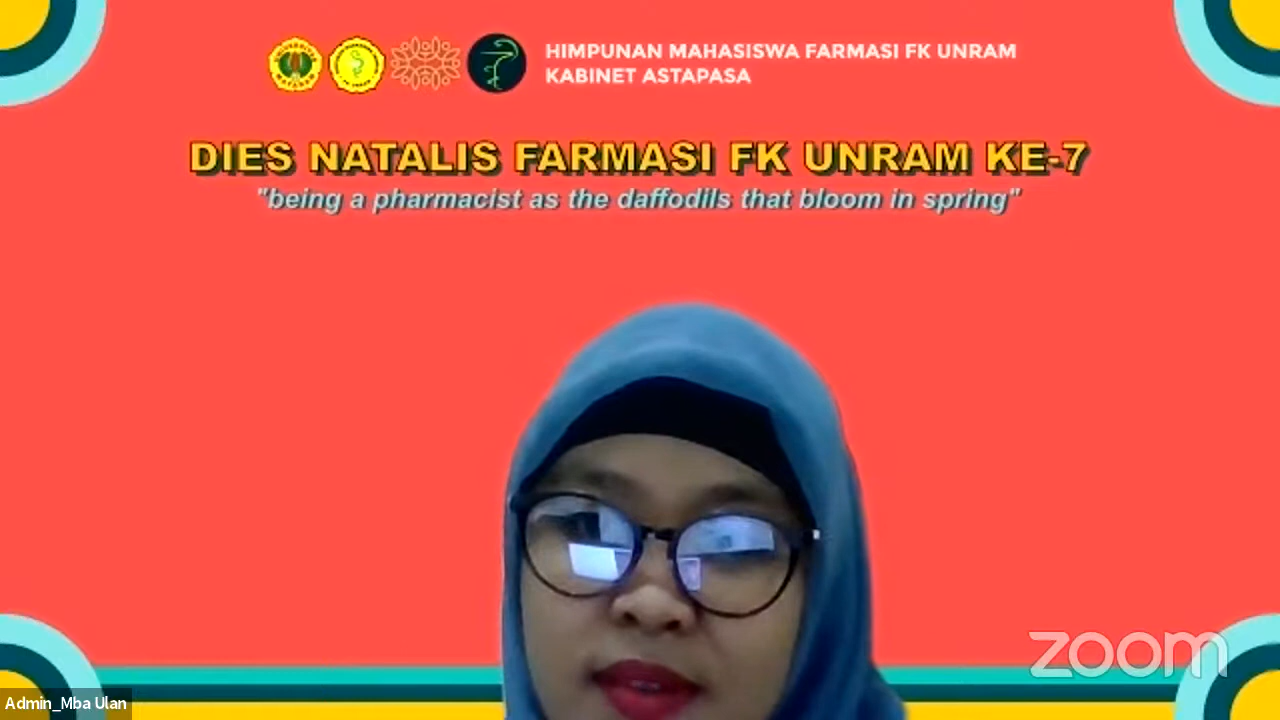 HIMPUNAN MAHASISWA FARMASI FK UNRAM
KABINET ASTAPASA
DIES NATALIS FARMASI FK UNRAM KE-7
"being a pharmacist as the daffodils that bloom in spring"
zoom
Admin_Mba Ulan